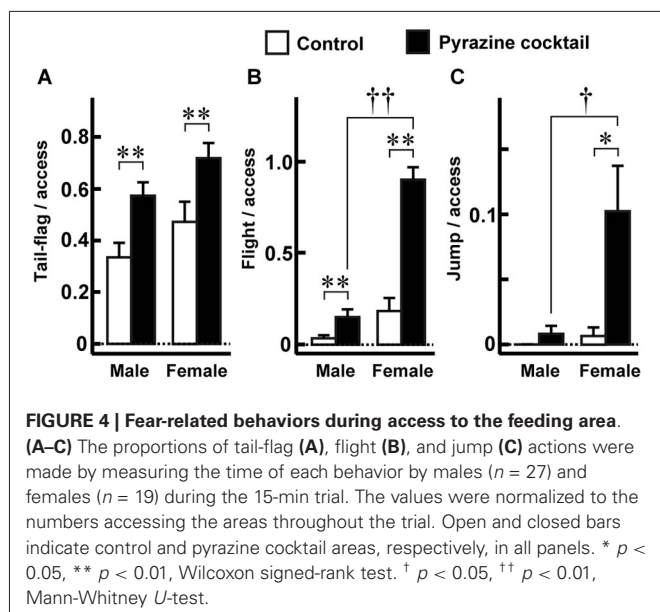 Control Pyrazine cocktail
A B C
†† †
** ** ** ** *
Tail-flag / access
0.8
0.6
0.4
0.2
0
Flight / access
1.0
0.5
0
Jump / access
0.1
0
Male Female Male Female Male Female
FIGURE 4 | Fear-related behaviors during access to the feeding area.
(A–C) The proportions of tail-flag (A), flight (B), and jump (C) actions were
made by measuring the time of each behavior by males (n = 27) and
females (n = 19) during the 15-min trial. The values were normalized to the
numbers accessing the areas throughout the trial. Open and closed bars
indicate control and pyrazine cocktail areas, respectively, in all panels. * p <
0.05, ** p < 0.01, Wilcoxon signed-rank test. † p < 0.05, †† p < 0.01,
Mann-Whitney U-test.